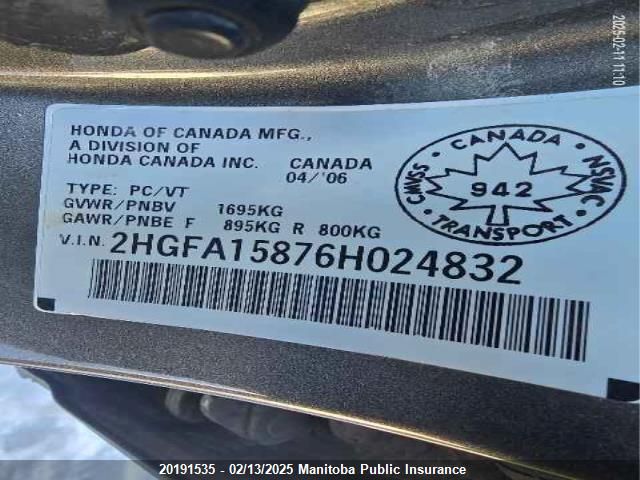 2025-02-11 11:10
HONDA OF CANADA MFG.,
A DIVISION OF
HONDA CANADA INC. CANADA
04/'06
TYPE: PC/VT
GVWR/PNBV 1695KG
GAWR/PNBE F 895KG R 800KG
V.I.N. 2HGFA15876H024832
CANADA
CMVSS
942
NSVAC
TRANSPORT
20191535 - 02/13/2025 Manitoba Public Insurance